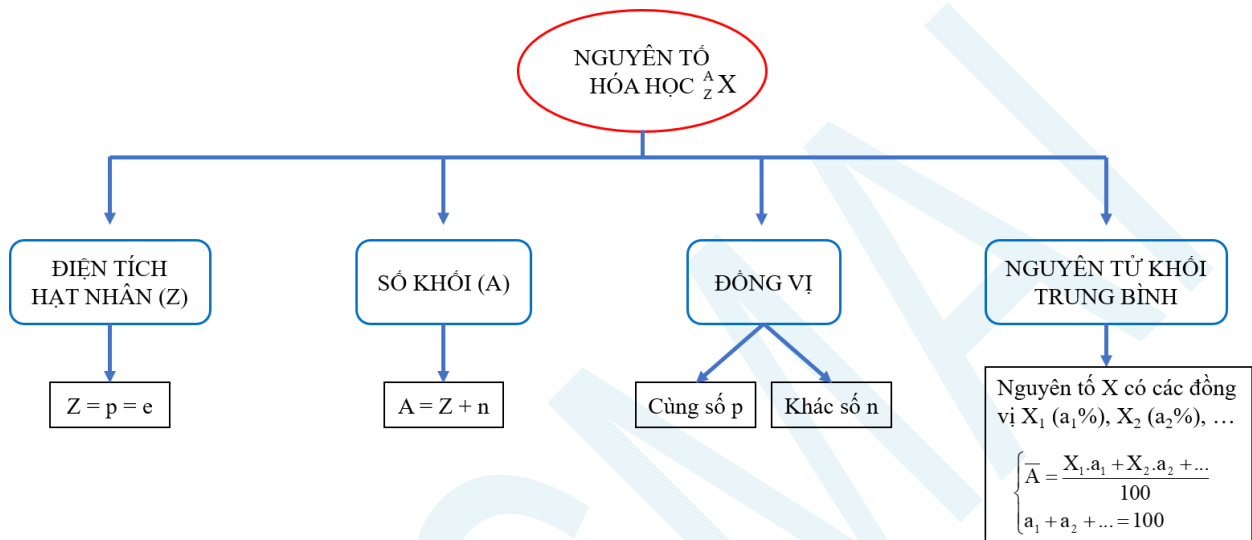 NGUYÊN TỐ
HÓA HỌC ᴬ_Z X
ĐIỆN TÍCH
HẠT NHÂN (Z)
SỐ KHỐI (A)
ĐỒNG VỊ
NGUYÊN TỬ KHỐI
TRUNG BÌNH
Z = p = e
A = Z + n
Cùng số p
Khác số n
Nguyên tố X có các đồng
vị X₁ (a₁%), X₂ (a₂%), …
A̅ = (X₁.a₁ + X₂.a₂ + ...)/100
a₁ + a₂ + ... = 100